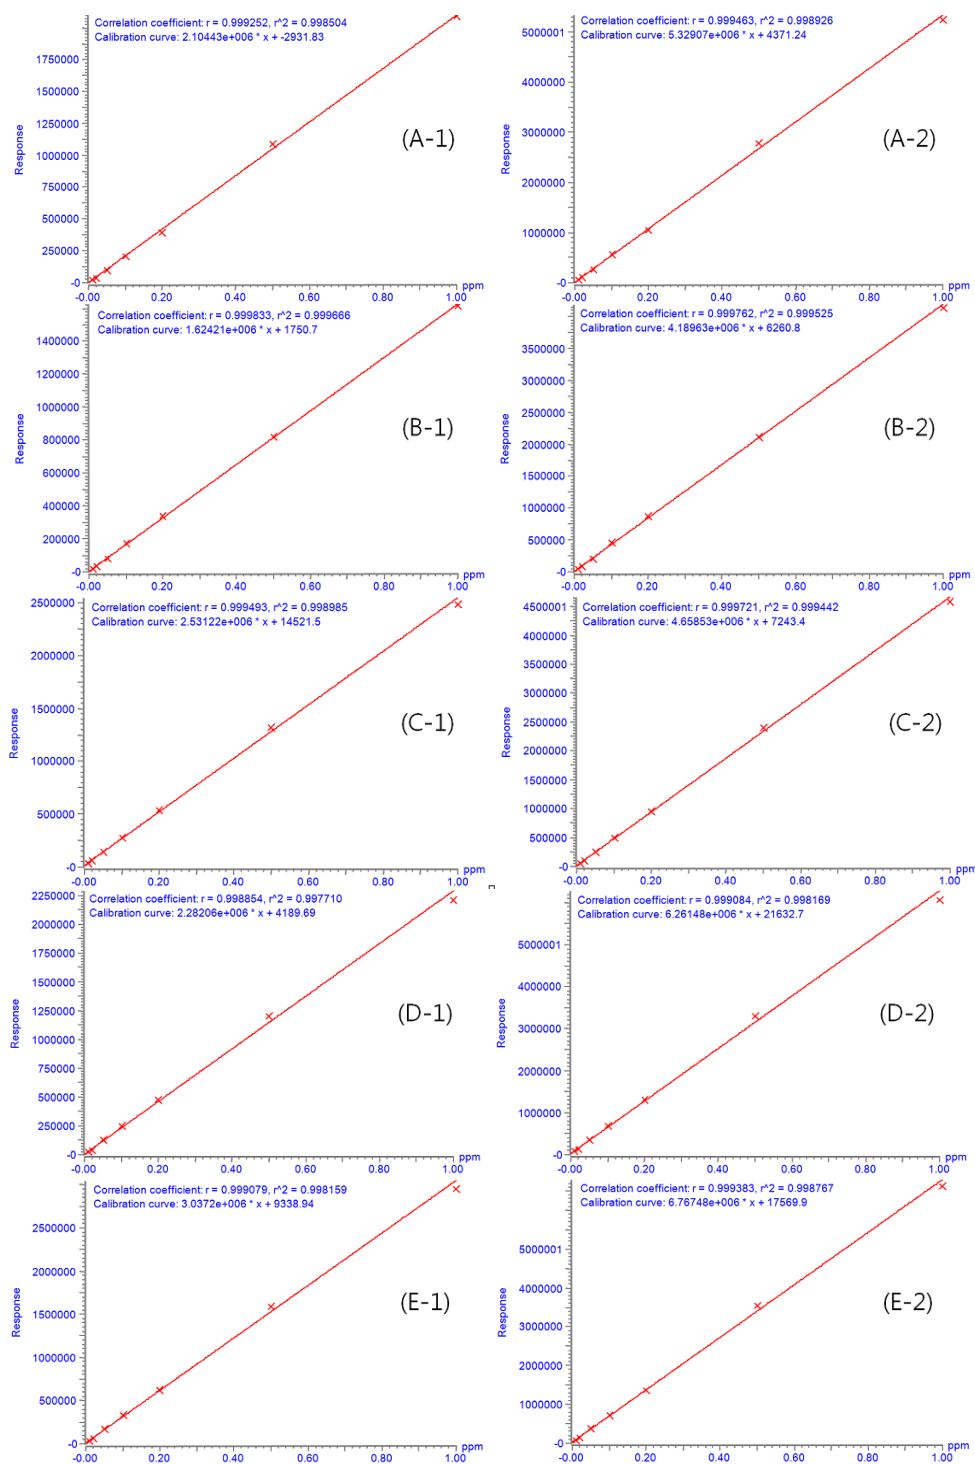 Correlation coefficient: r = 0.999252, r^2 = 0.998504
Calibration curve: 2.10443e+006 * x + -2931.83
1750000
1500000
1250000
1000000
750000
500000
250000
-0
Response
(A-1)
-0.00 0.20 0.40 0.60 0.80 1.00 ppm
Correlation coefficient: r = 0.999463, r^2 = 0.998926
Calibration curve: 5.32907e+006 * x + 4371.24
5000001
4000000
3000000
2000000
1000000
-0
Response
(A-2)
-0.00 0.20 0.40 0.60 0.80 1.00 ppm
Correlation coefficient: r = 0.999833, r^2 = 0.999666
Calibration curve: 1.62421e+006 * x + 1750.7
1400000
1200000
1000000
800000
600000
400000
200000
-0
Response
(B-1)
-0.00 0.20 0.40 0.60 0.80 1.00 ppm
Correlation coefficient: r = 0.999762, r^2 = 0.999525
Calibration curve: 4.18963e+006 * x + 6260.8
3500000
3000000
2500000
2000000
1500000
1000000
500000
-0
Response
(B-2)
-0.00 0.20 0.40 0.60 0.80 1.00 ppm
Correlation coefficient: r = 0.999493, r^2 = 0.998985
Calibration curve: 2.53122e+006 * x + 14521.5
2500000
2000000
1500000
1000000
500000
-0
Response
(C-1)
-0.00 0.20 0.40 0.60 0.80 1.00 ppm
Correlation coefficient: r = 0.999721, r^2 = 0.999442
Calibration curve: 4.65853e+006 * x + 7243.4
4500001
4000000
3500000
3000000
2500000
2000000
1500000
1000000
500000
-0
Response
(C-2)
-0.00 0.20 0.40 0.60 0.80 1.00 ppm
Correlation coefficient: r = 0.998854, r^2 = 0.997710
Calibration curve: 2.28206e+006 * x + 4189.69
2250000
2000000
1750000
1500000
1250000
1000000
750000
500000
250000
-0
Response
(D-1)
-0.00 0.20 0.40 0.60 0.80 1.00 ppm
Correlation coefficient: r = 0.999084, r^2 = 0.998169
Calibration curve: 6.26148e+006 * x + 21632.7
5000001
4000000
3000000
2000000
1000000
-0
Response
(D-2)
-0.00 0.20 0.40 0.60 0.80 1.00 ppm
Correlation coefficient: r = 0.999079, r^2 = 0.998159
Calibration curve: 3.0372e+006 * x + 9338.94
2500000
2000000
1500000
1000000
500000
-0
Response
(E-1)
-0.00 0.20 0.40 0.60 0.80 1.00 ppm
Correlation coefficient: r = 0.999383, r^2 = 0.998767
Calibration curve: 6.76748e+006 * x + 17569.9
5000001
4000000
3000000
2000000
1000000
-0
Response
(E-2)
-0.00 0.20 0.40 0.60 0.80 1.00 ppm